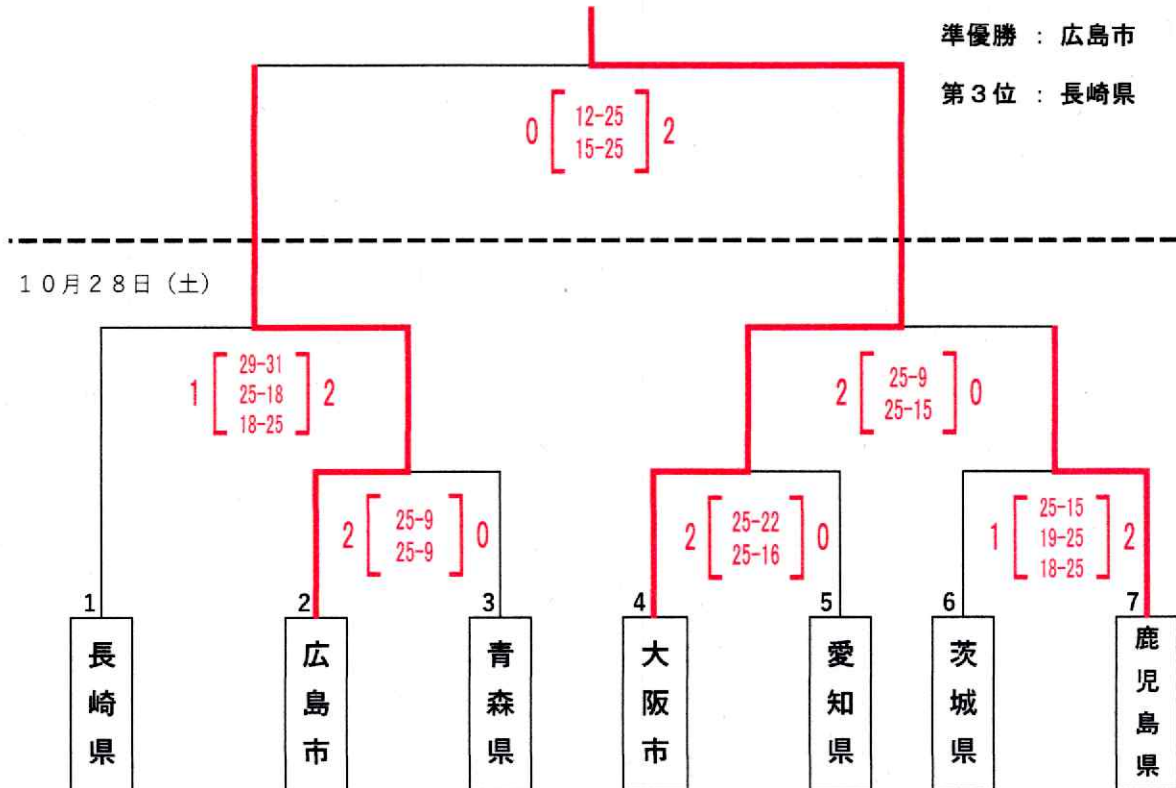 準優勝 ： 広島市
第３位 ： 長崎県
0 12-25 2
15-25
１０月２８日（土）
1 29-31 2
25-18
18-25
2 25-9 0
25-15
2 25-9 0
25-9
2 25-22 0
25-16
1 25-15 2
19-25
18-25
1 2 3 4 5 6 7
長崎県
広島市
青森県
大阪市
愛知県
茨城県
鹿児島県